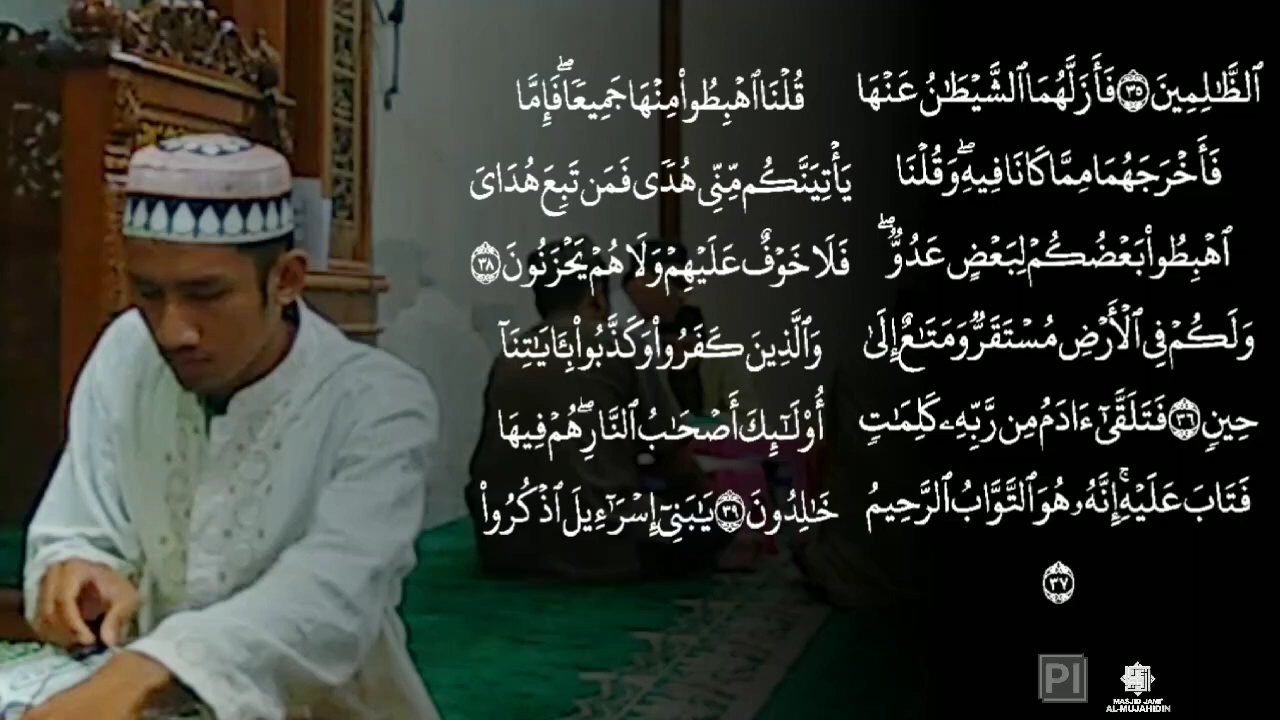 ٱلظَّٰلِمِينَ ۝٣٥ فَأَزَلَّهُمَا ٱلشَّيْطَٰنُ عَنْهَا
فَأَخْرَجَهُمَا مِمَّا كَانَا فِيهِۖ وَقُلْنَا
ٱهْبِطُوا۟ بَعْضُكُمْ لِبَعْضٍ عَدُوٌّۖ
وَلَكُمْ فِى ٱلْأَرْضِ مُسْتَقَرٌّ وَمَتَٰعٌ إِلَىٰ
حِينٍ ۝٣٦ فَتَلَقَّىٰٓ ءَادَمُ مِن رَّبِّهِۦ كَلِمَٰتٍ
فَتَابَ عَلَيْهِۚ إِنَّهُۥ هُوَ ٱلتَّوَّابُ ٱلرَّحِيمُ
۝٣٧
قُلْنَا ٱهْبِطُوا۟ مِنْهَا جَمِيعًاۖ فَإِمَّا
يَأْتِيَنَّكُم مِّنِّى هُدًى فَمَن تَبِعَ هُدَاىَ
فَلَا خَوْفٌ عَلَيْهِمْ وَلَا هُمْ يَحْزَنُونَ ۝٣٨
وَٱلَّذِينَ كَفَرُوا۟ وَكَذَّبُوا۟ بِـَٔايَٰتِنَآ
أُو۟لَٰٓئِكَ أَصْحَٰبُ ٱلنَّارِۖ هُمْ فِيهَا
خَٰلِدُونَ ۝٣٩ يَٰبَنِىٓ إِسْرَٰٓءِيلَ ٱذْكُرُوا۟
PI
MASJID JAMI'
AL-MUJAHIDIN